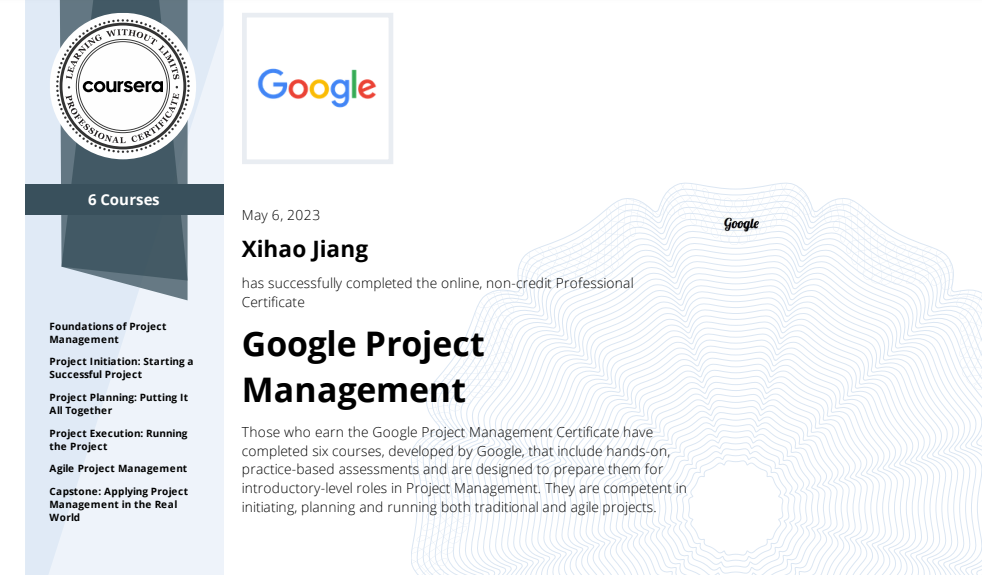 LEARNING WITHOUT LIMITS
coursera
PROFESSIONAL CERTIFICATE
6 Courses
Foundations of Project
Management
Project Initiation: Starting a
Successful Project
Project Planning: Putting It
All Together
Project Execution: Running
the Project
Agile Project Management
Capstone: Applying Project
Management in the Real
World
Google
May 6, 2023
Xihao Jiang
has successfully completed the online, non-credit Professional
Certificate
Google Project
Management
Those who earn the Google Project Management Certificate have
completed six courses, developed by Google, that include hands-on,
practice-based assessments and are designed to prepare them for
introductory-level roles in Project Management. They are competent in
initiating, planning and running both traditional and agile projects.
Google